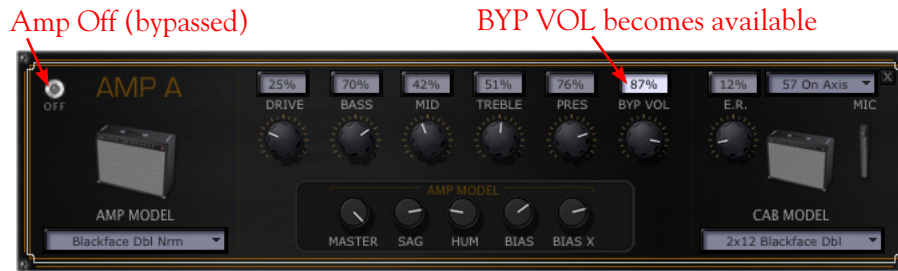 Amp Off (bypassed)
BYP VOL becomes available
OFF
AMP A
25%
70%
42%
51%
76%
87%
12%
57 On Axis
X
DRIVE
BASS
MID
TREBLE
PRES
BYP VOL
E.R.
MIC
AMP MODEL
MASTER
SAG
HUM
BIAS
BIAS X
AMP MODEL
Blackface Dbl Nrm
CAB MODEL
2x12 Blackface Dbl